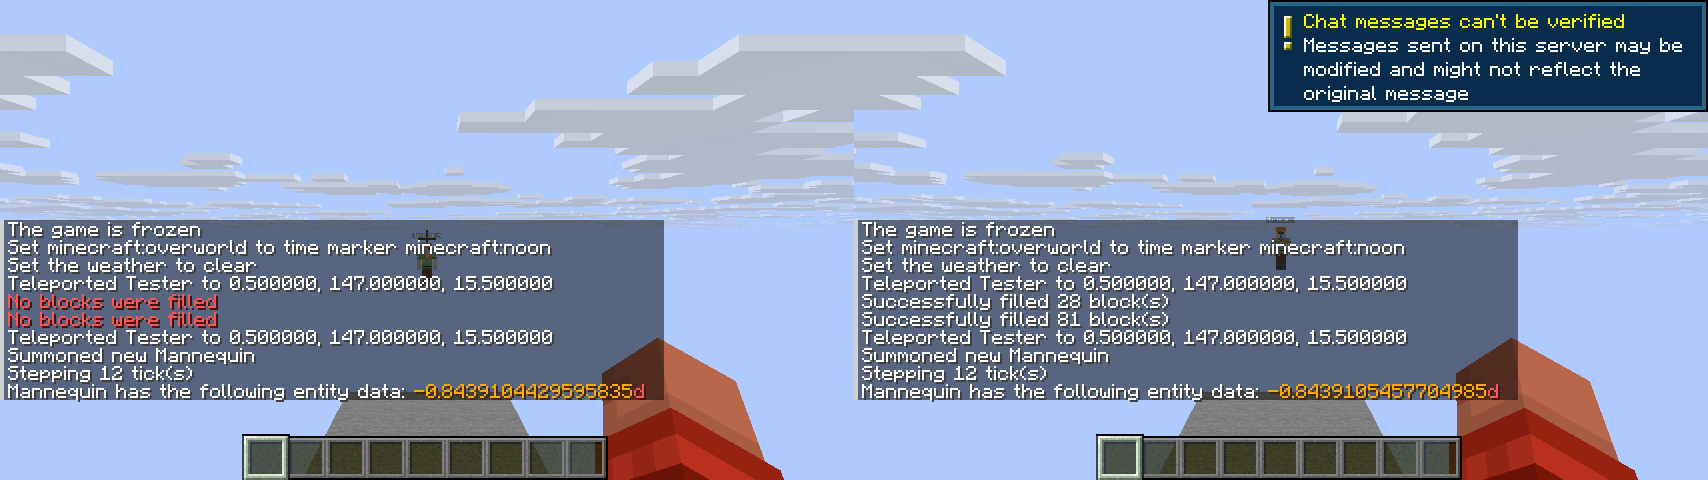 Chat messages can't be verified
Messages sent on this server may be
modified and might not reflect the
original message
The game is frozen
Set minecraft:overworld to time marker minecraft:noon
Set the weather to clear
Teleported Tester to 0.500000, 147.000000, 15.500000
No blocks were filled
No blocks were filled
Teleported Tester to 0.500000, 147.000000, 15.500000
Summoned new Mannequin
Stepping 12 tick(s)
Mannequin has the following entity data: -0.8439104429595835d
The game is frozen
Set minecraft:overworld to time marker minecraft:noon
Set the weather to clear
Teleported Tester to 0.500000, 147.000000, 15.500000
Successfully filled 28 block(s)
Successfully filled 81 block(s)
Teleported Tester to 0.500000, 147.000000, 15.500000
Summoned new Mannequin
Stepping 12 tick(s)
Mannequin has the following entity data: -0.8439105457704985d